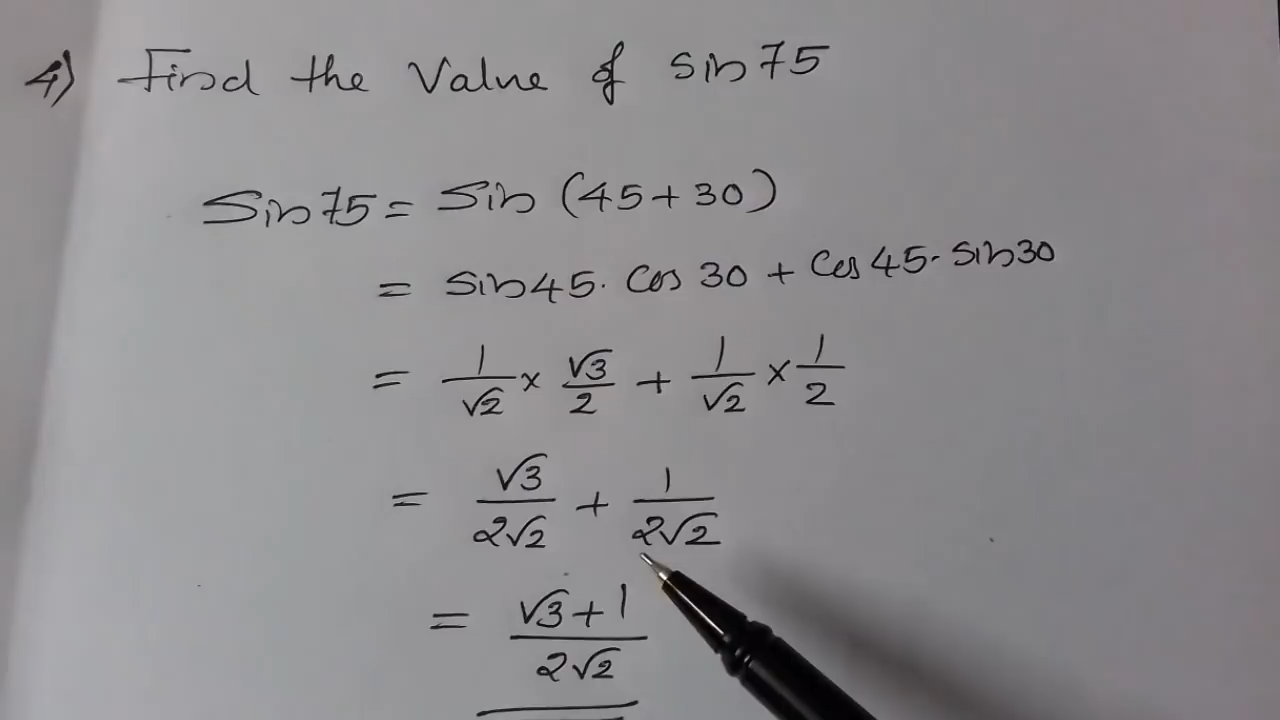 4) Find the Value of Sin75
Sin75 = Sin (45+30)
= Sin45. Cos 30 + Cos 45. Sin30
= 1/√2 × √3/2 + 1/√2 × 1/2
= √3/2√2 + 1/2√2
= √3+1/2√2